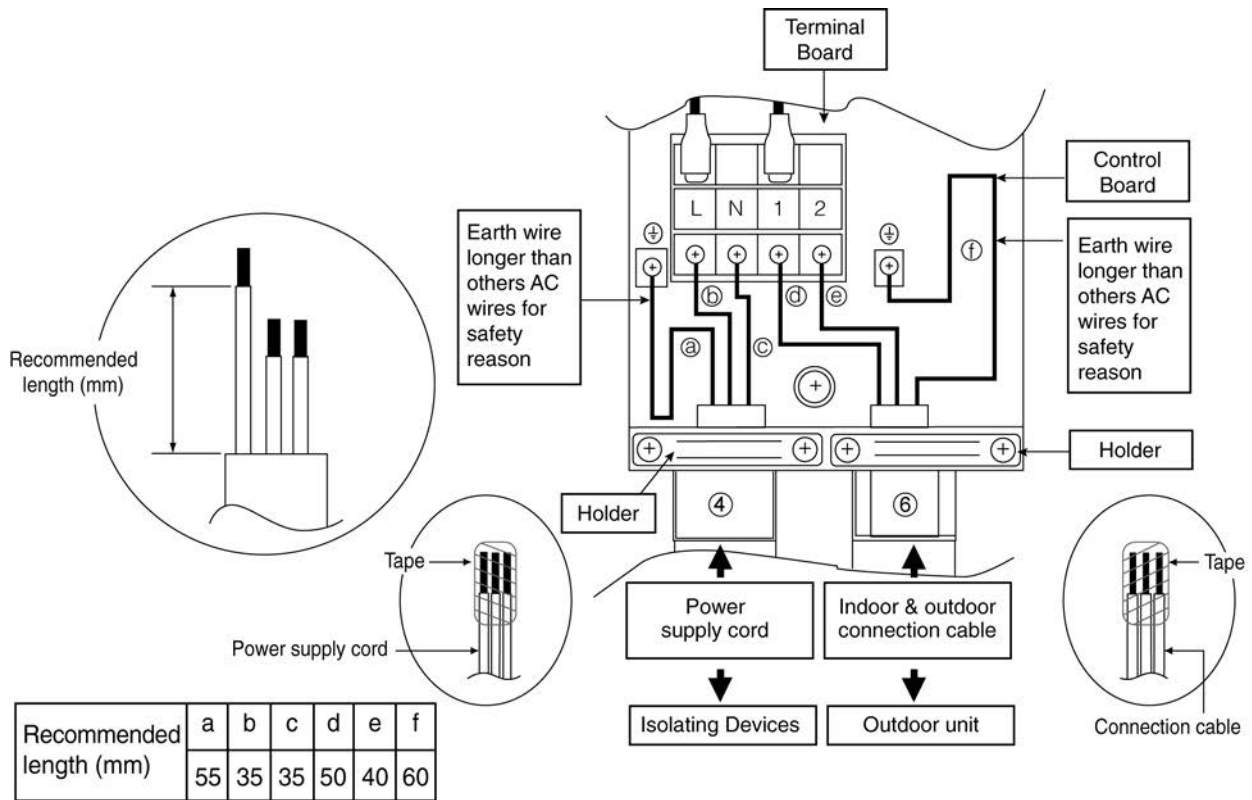 Terminal
Board
Control
Board
L N 1 2
Earth wire
longer than
others AC
wires for
safety
reason
Earth wire
longer than
others AC
wires for
safety
reason
ⓑ ⓓ ⓔ ⓕ
ⓐ ⓒ
Recommended
length (mm)
Holder
Holder
④ ⑥
Tape
Power supply cord
Power
supply cord
Indoor & outdoor
connection cable
Tape
Connection cable
Isolating Devices
Outdoor unit
Recommended
length (mm)
a b c d e f
55 35 35 50 40 60